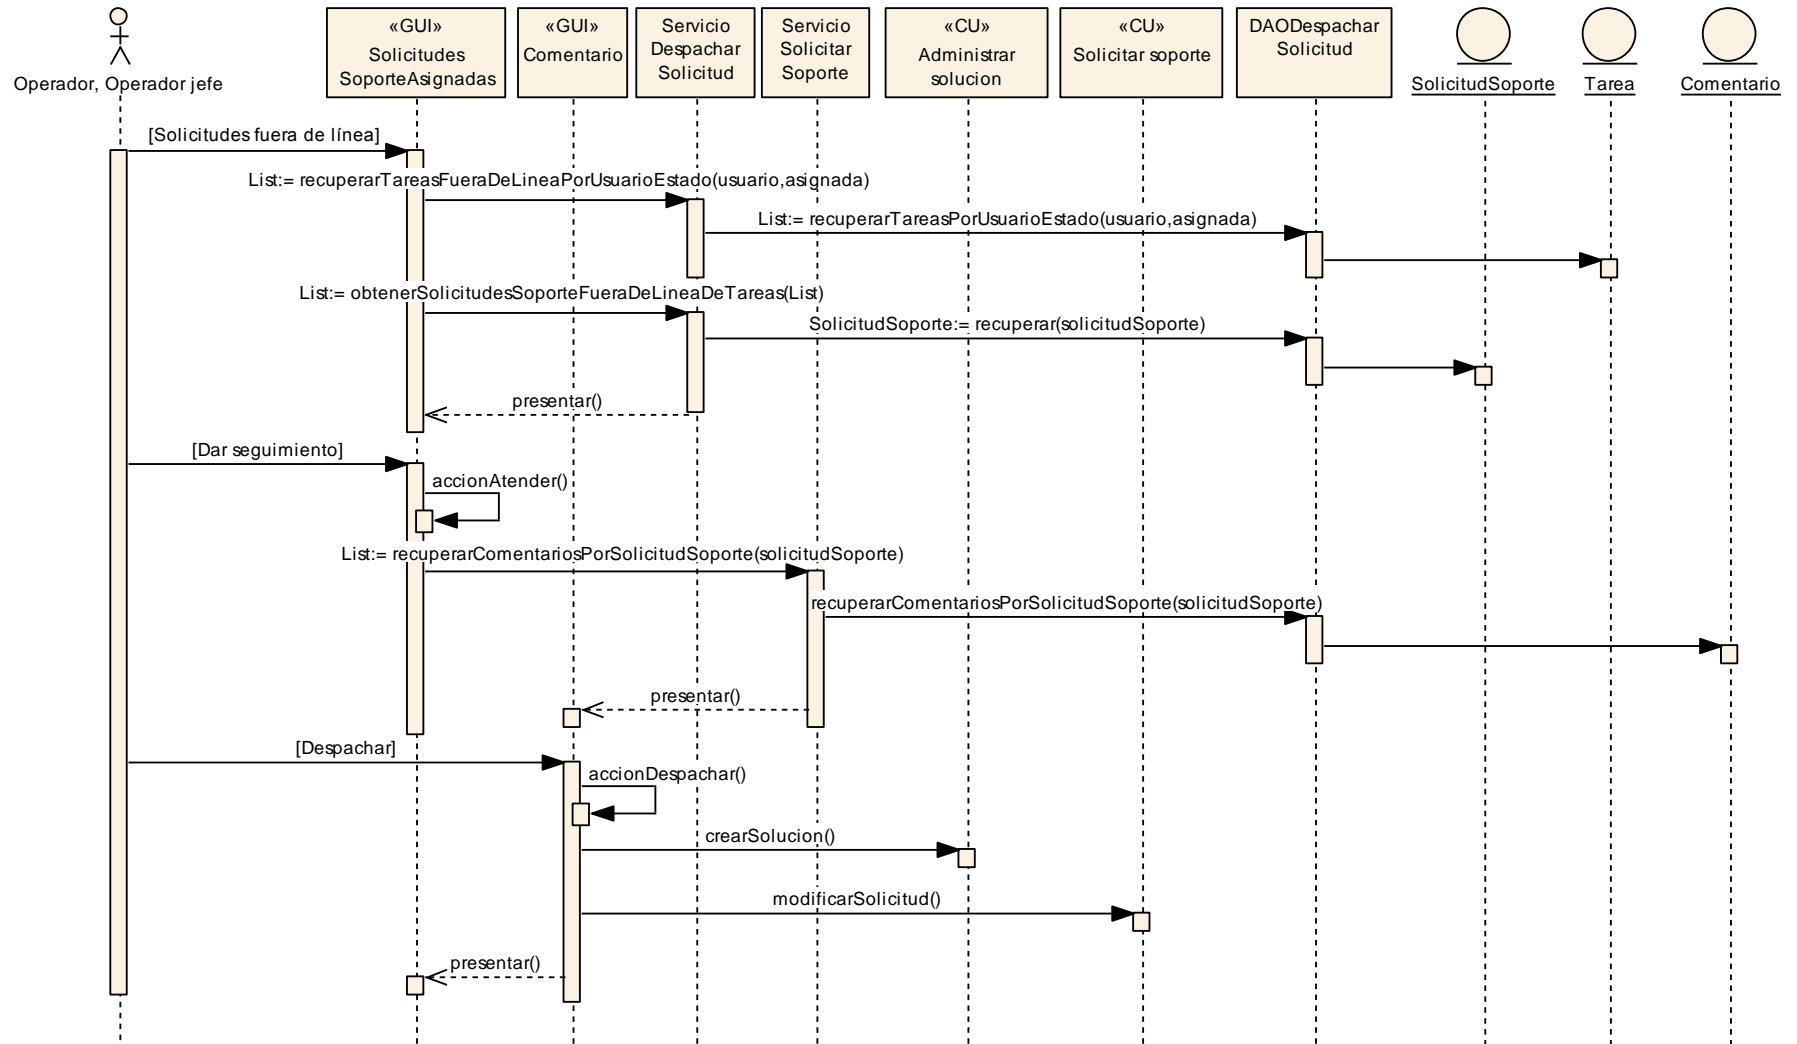 Operador, Operador jefe
«GUI»
Solicitudes
SoporteAsignadas
«GUI»
Comentario
Servicio
Despachar
Solicitud
Servicio
Solicitar
Soporte
«CU»
Administrar
solucion
«CU»
Solicitar soporte
DAODespachar
Solicitud
SolicitudSoporte
Tarea
Comentario
[Solicitudes fuera de línea]
List:= recuperarTareasFueraDeLineaPorUsuarioEstado(usuario,asignada)
List:= recuperarTareasPorUsuarioEstado(usuario,asignada)
List:= obtenerSolicitudesSoporteFueraDeLineaDeTareas(List)
SolicitudSoporte:= recuperar(solicitudSoporte)
presentar()
[Dar seguimiento]
accionAtender()
List:= recuperarComentariosPorSolicitudSoporte(solicitudSoporte)
recuperarComentariosPorSolicitudSoporte(solicitudSoporte)
presentar()
[Despachar]
accionDespachar()
crearSolucion()
modificarSolicitud()
presentar()